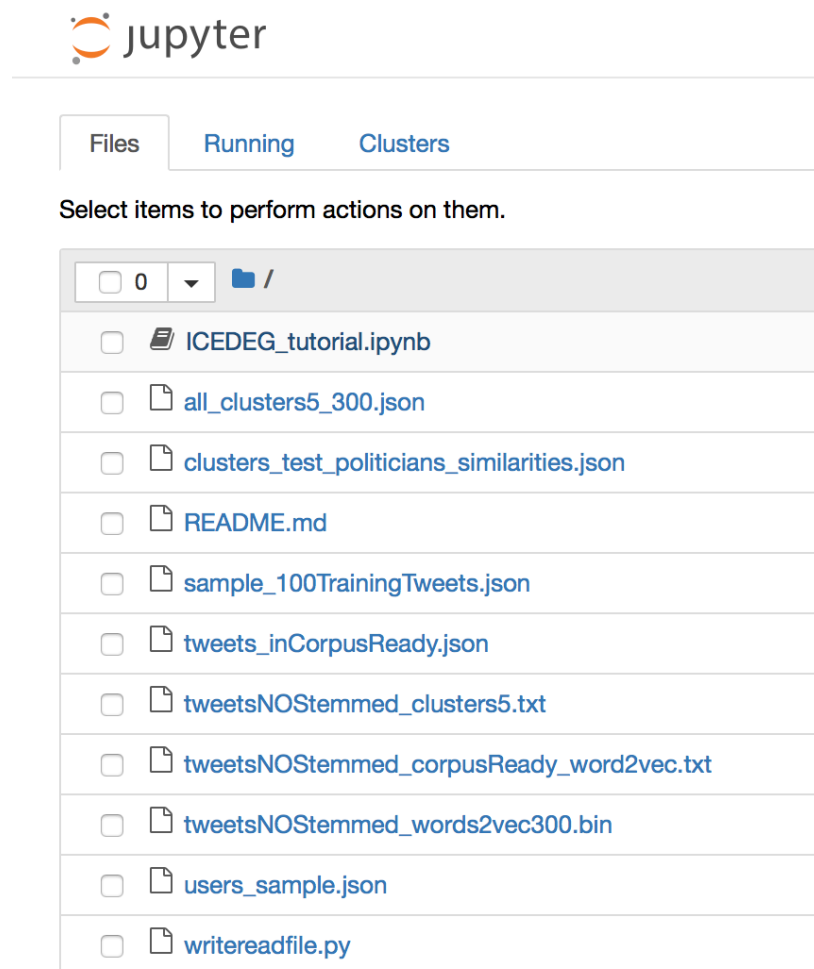 jupyter
Files Running Clusters
Select items to perform actions on them.
0 /
ICEDEG_tutorial.ipynb
all_clusters5_300.json
clusters_test_politicians_similarities.json
README.md
sample_100TrainingTweets.json
tweets_inCorpusReady.json
tweetsNOStemmed_clusters5.txt
tweetsNOStemmed_corpusReady_word2vec.txt
tweetsNOStemmed_words2vec300.bin
users_sample.json
writereadfile.py